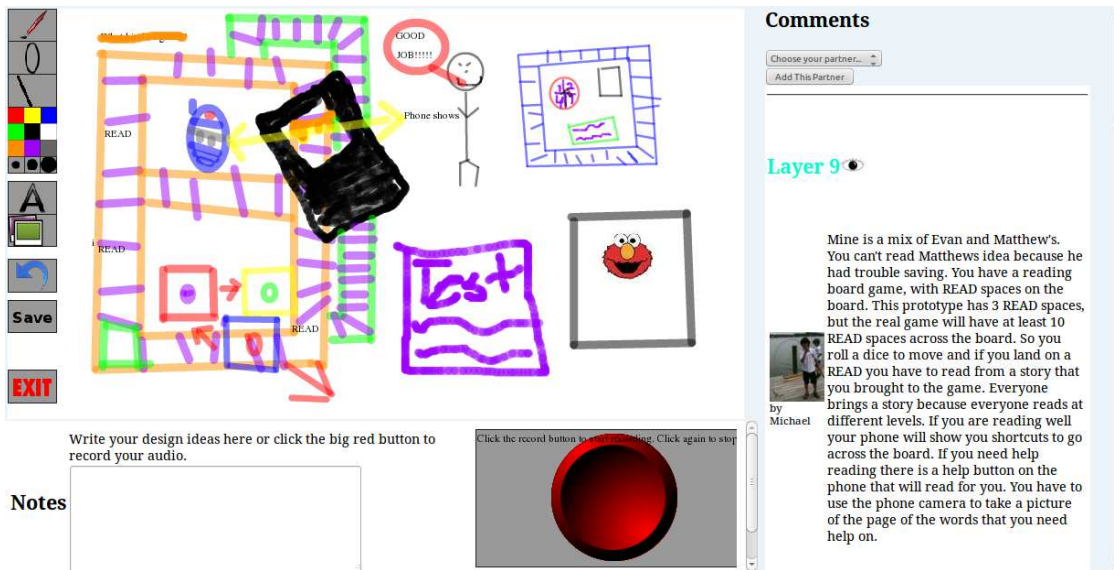 GOOD
JOB!!!!!
Phone shows
READ
READ
READ
A
Save
EXIT
Test
Write your design ideas here or click the big red button to
record your audio.
Notes
Click the record button to start recording. Click again to stop
Comments
Choose your partner...
Add This Partner
Layer 9
Mine is a mix of Evan and Matthew's.
You can't read Matthews idea because he
had trouble saving. You have a reading
board game, with READ spaces on the
board. This prototype has 3 READ spaces,
but the real game will have at least 10
READ spaces across the board. So you
roll a dice to move and if you land on a
READ you have to read from a story that
you brought to the game. Everyone
brings a story because everyone reads at
different levels. If you are reading well
your phone will show you shortcuts to go
across the board. If you need help
reading there is a help button on the
phone that will read for you. You have to
use the phone camera to take a picture
of the page of the words that you need
help on.
by
Michael